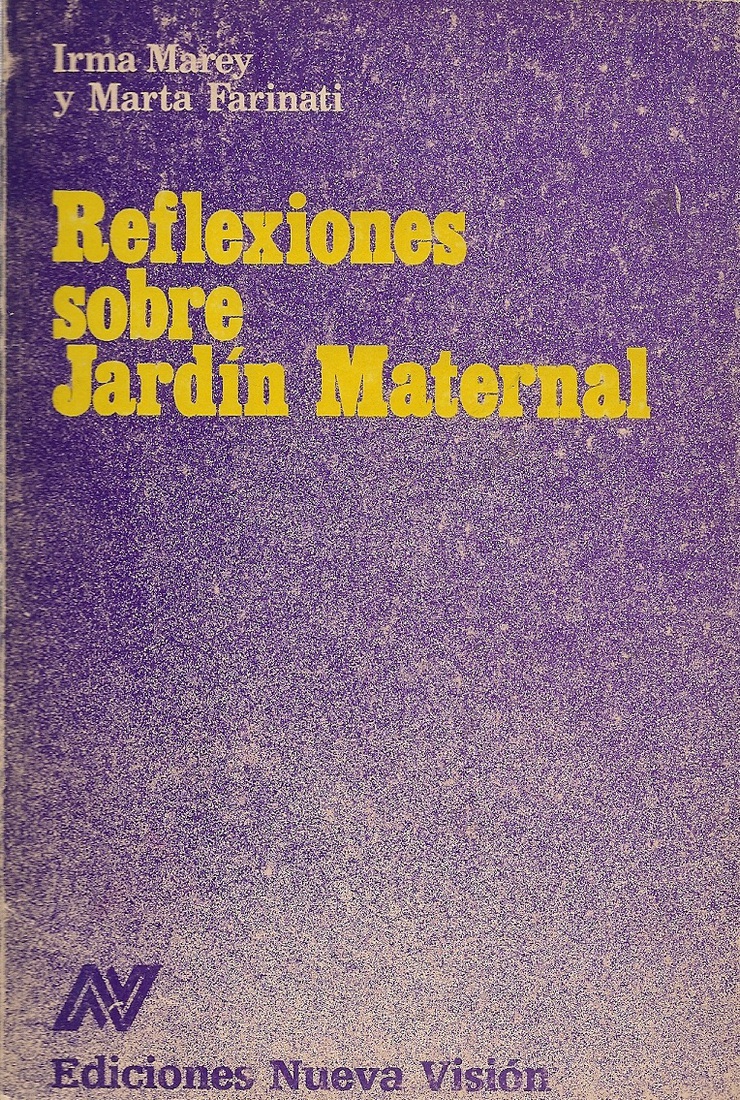 Irma Marey
y Marta Farinati
Reflexiones
sobre
Jardín Maternal
Ediciones Nueva Visión